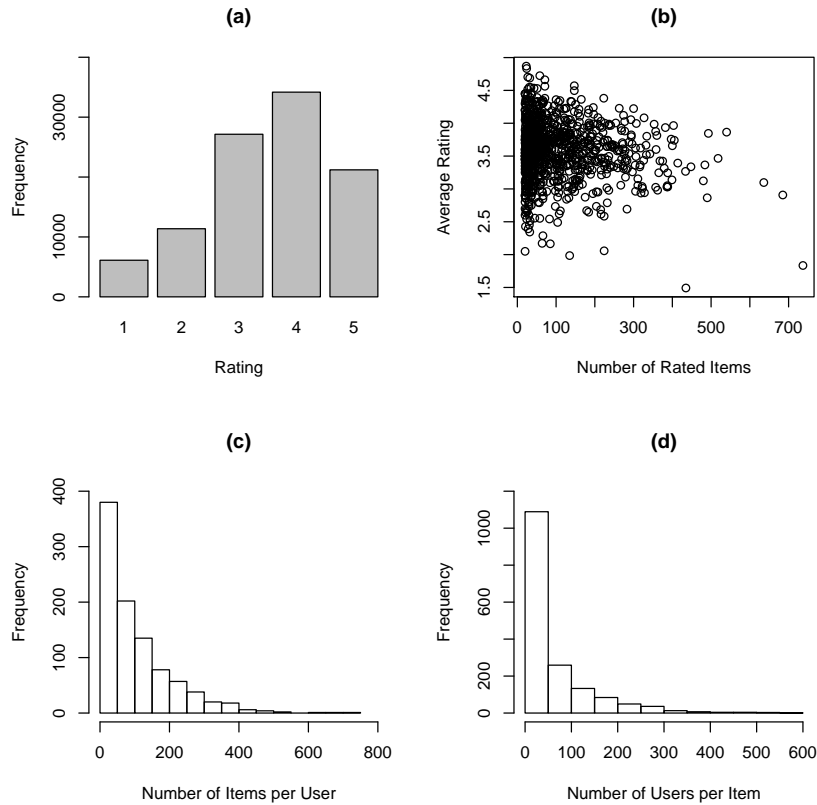 (a)
Frequency
0 10000 30000
1 2 3 4 5
Rating
(b)
Average Rating
1.5 2.5 3.5 4.5
0 100 300 500 700
Number of Rated Items
(c)
Frequency
0 100 200 300 400
0 200 400 600 800
Number of Items per User
(d)
Frequency
0 200 600 1000
0 100 200 300 400 500 600
Number of Users per Item